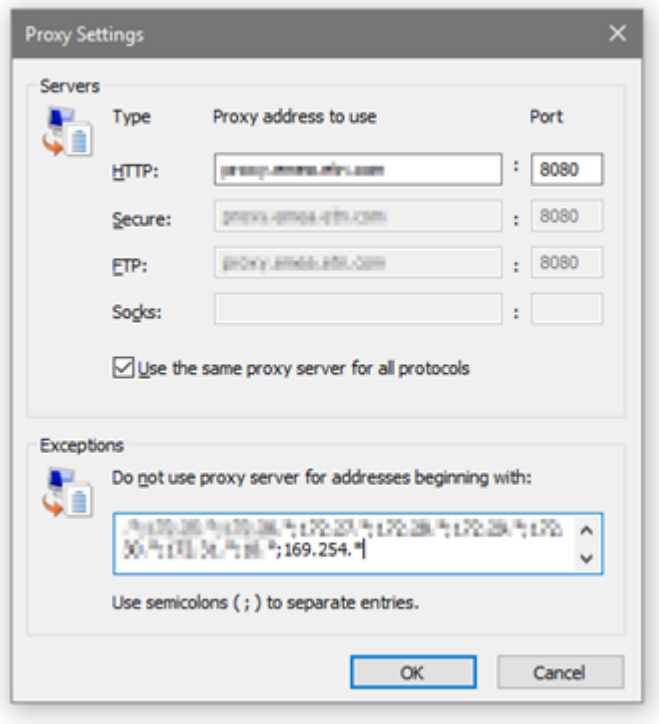 Proxy Settings
Servers
Type Proxy address to use Port
HTTP: : 8080
Secure: : 8080
FTP: : 8080
Socks: :
Use the same proxy server for all protocols
Exceptions
Do not use proxy server for addresses beginning with:
;169.254.*
Use semicolons ( ; ) to separate entries.
OK Cancel